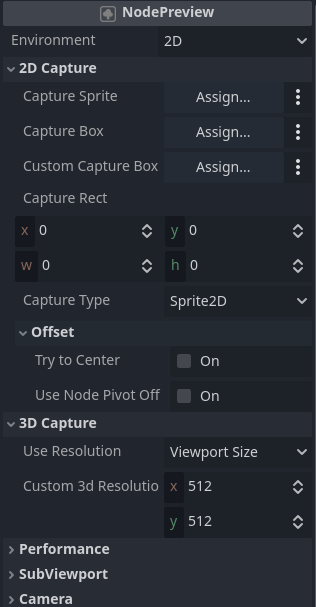 NodePreview
Environment 2D
2D Capture
Capture Sprite Assign...
Capture Box Assign...
Custom Capture Box Assign...
Capture Rect
x 0 y 0
w 0 h 0
Capture Type Sprite2D
Offset
Try to Center On
Use Node Pivot Off On
3D Capture
Use Resolution Viewport Size
Custom 3d Resolutio x 512
y 512
Performance
SubViewport
Camera